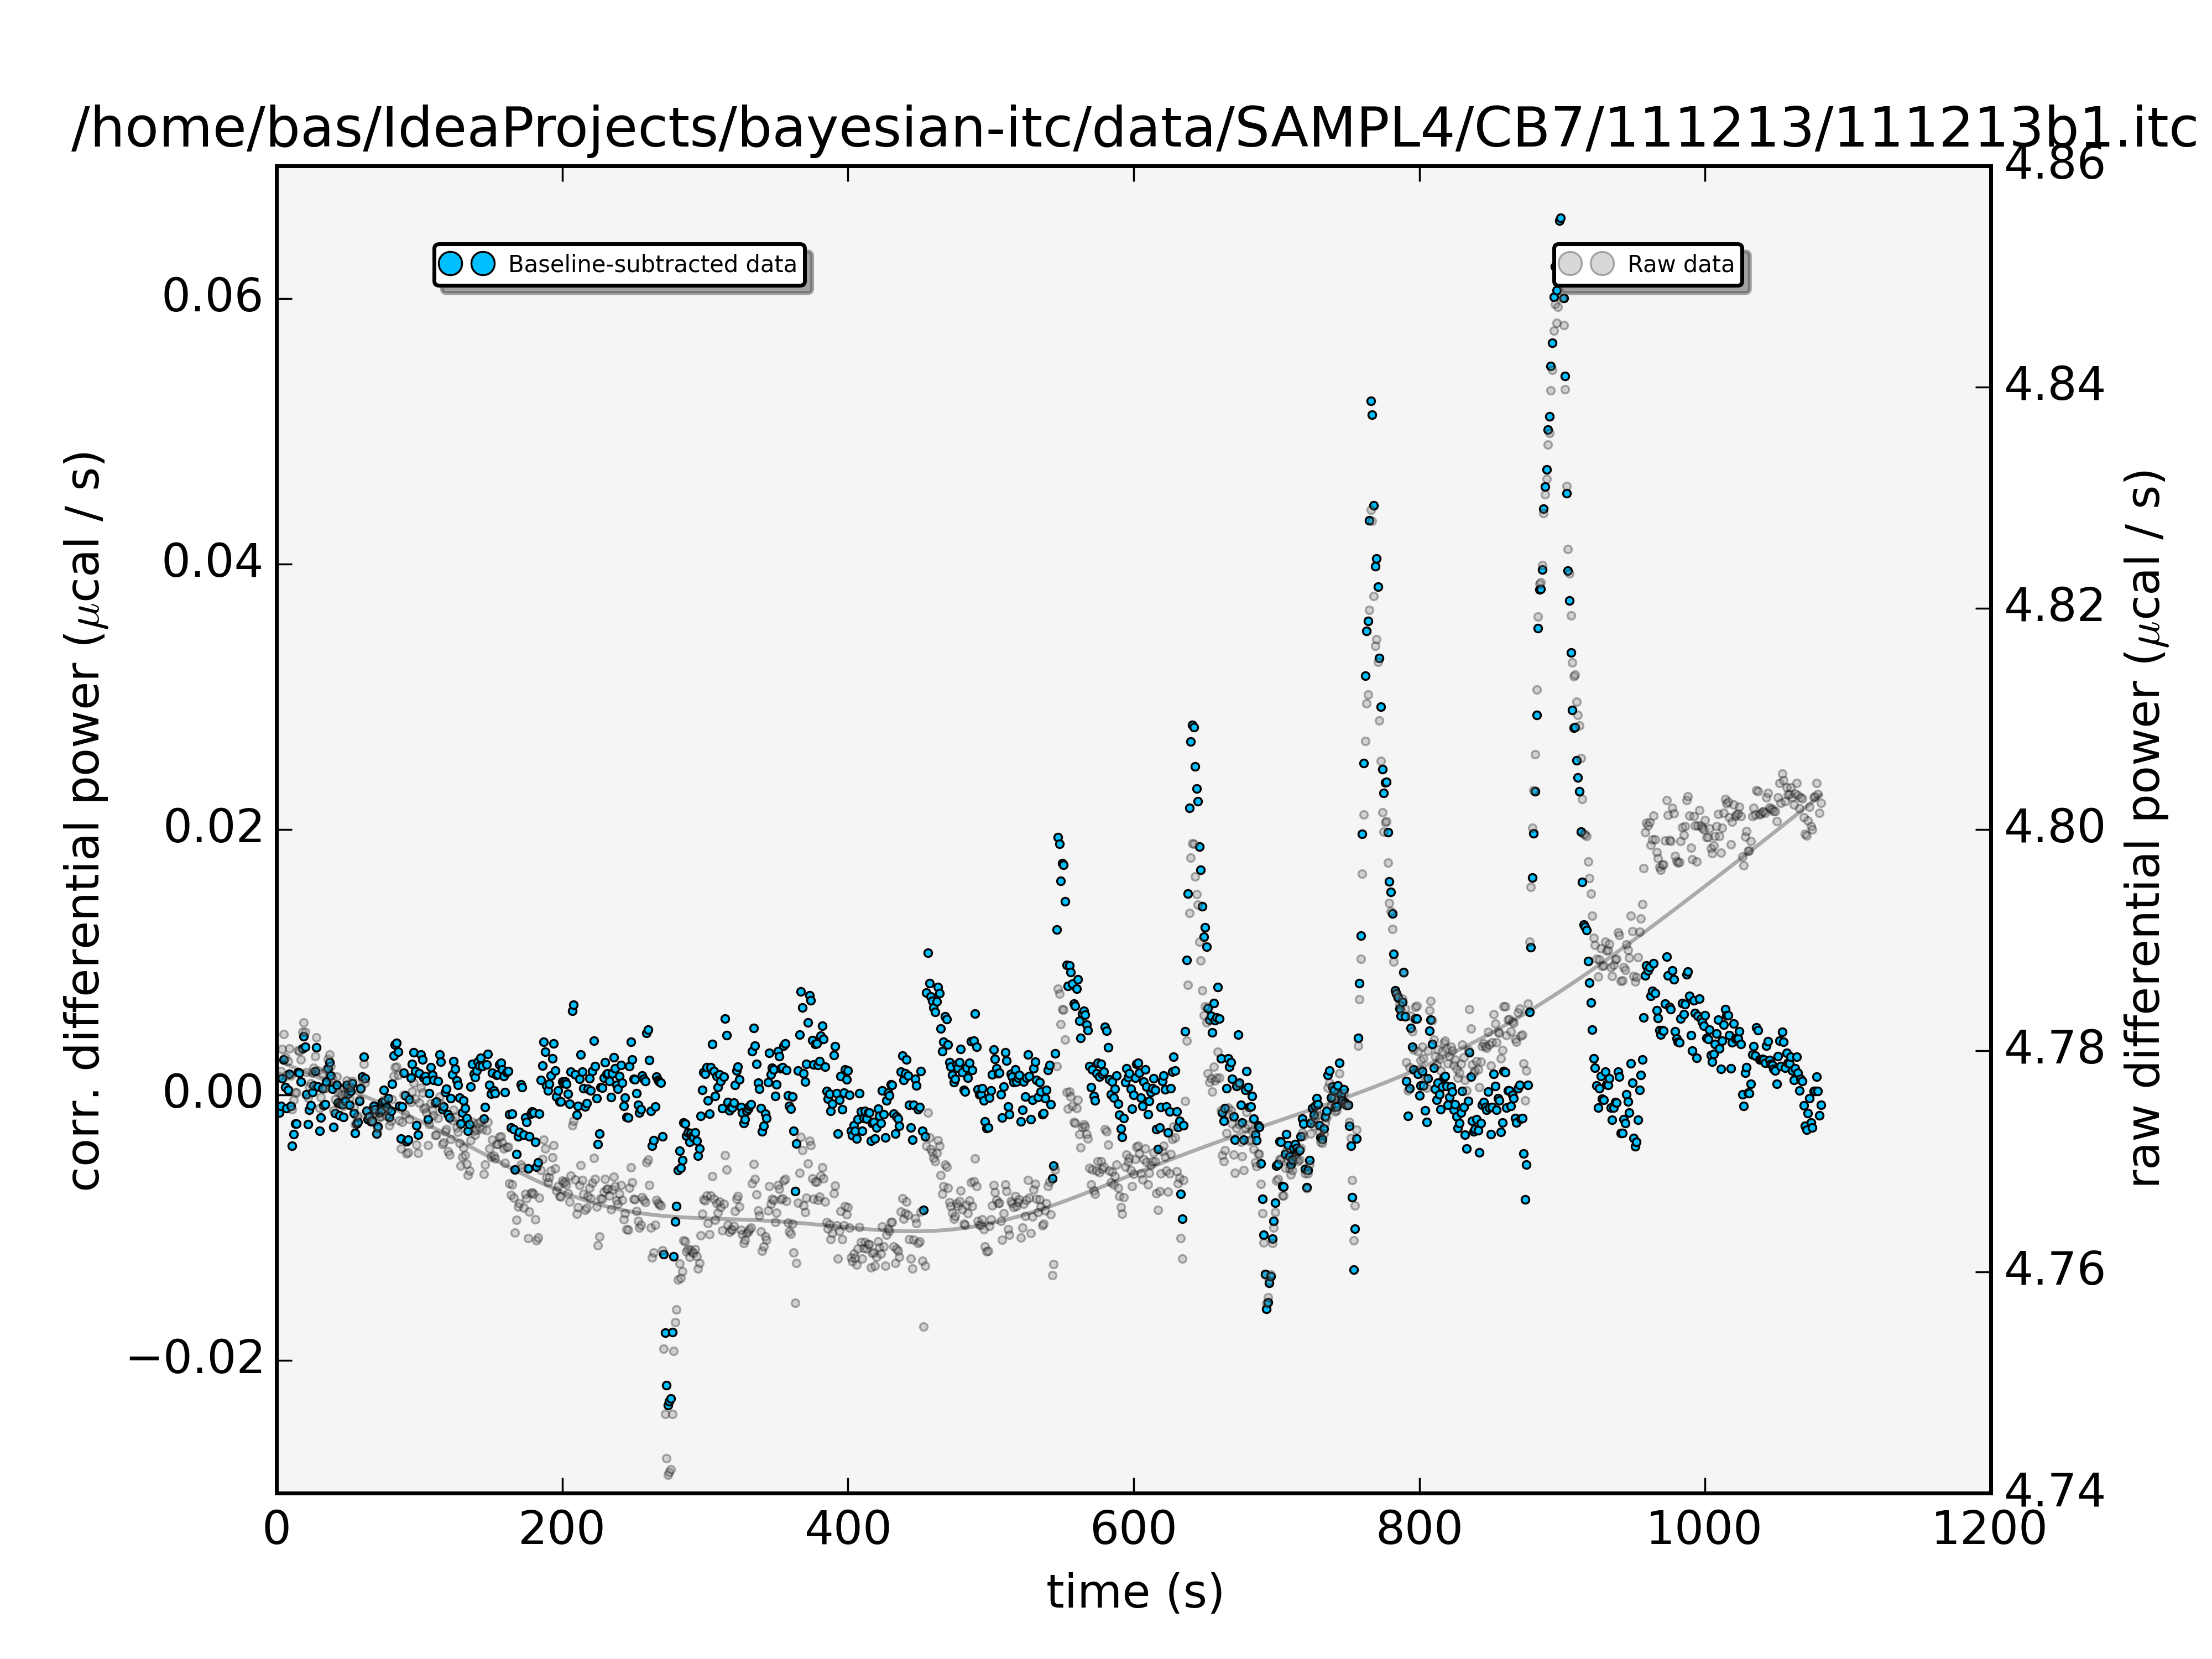 /home/bas/IdeaProjects/bayesian-itc/data/SAMPL4/CB7/111213/111213b1.itc
Baseline-subtracted data
Raw data
corr. differential power (μcal / s)
0.06
0.04
0.02
0.00
−0.02
raw differential power (μcal / s)
4.86
4.84
4.82
4.80
4.78
4.76
4.74
0 200 400 600 800 1000 1200
time (s)